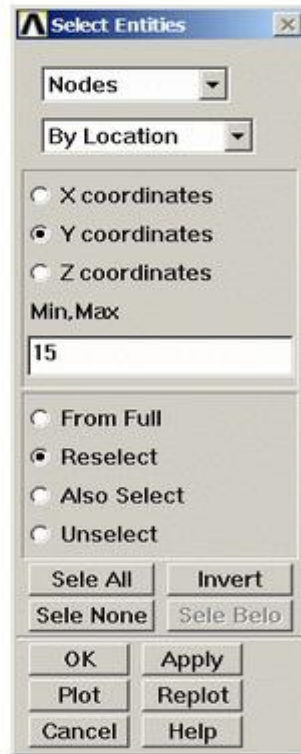 Select Entities
Nodes
By Location
X coordinates
Y coordinates
Z coordinates
Min,Max
15
From Full
Reselect
Also Select
Unselect
Sele All Invert
Sele None Sele Belo
OK Apply
Plot Replot
Cancel Help